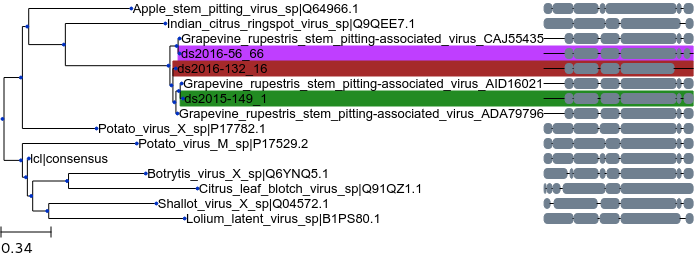 Apple_stem_pitting_virus_sp|Q64966.1
Indian_citrus_ringspot_virus_sp|Q9QEE7.1
Grapevine_rupestris_stem_pitting-associated_virus_CAJ55435
ds2016-56_66
ds2016-132_16
Grapevine_rupestris_stem_pitting-associated_virus_AID16021
ds2015-149_1
Grapevine_rupestris_stem_pitting-associated_virus_ADA79796
Potato_virus_X_sp|P17782.1
Potato_virus_M_sp|P17529.2
lcl|consensus
Botrytis_virus_X_sp|Q6YNQ5.1
Citrus_leaf_blotch_virus_sp|Q91QZ1.1
Shallot_virus_X_sp|Q04572.1
Lolium_latent_virus_sp|B1PS80.1
0.34